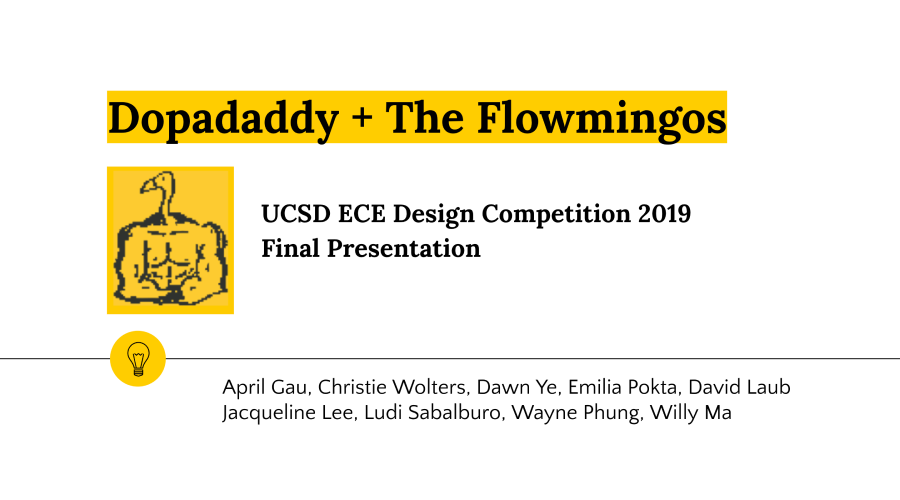 Dopadaddy + The Flowmingos
UCSD ECE Design Competition 2019
Final Presentation
April Gau, Christie Wolters, Dawn Ye, Emilia Pokta, David Laub
Jacqueline Lee, Ludi Sabalburo, Wayne Phung, Willy Ma